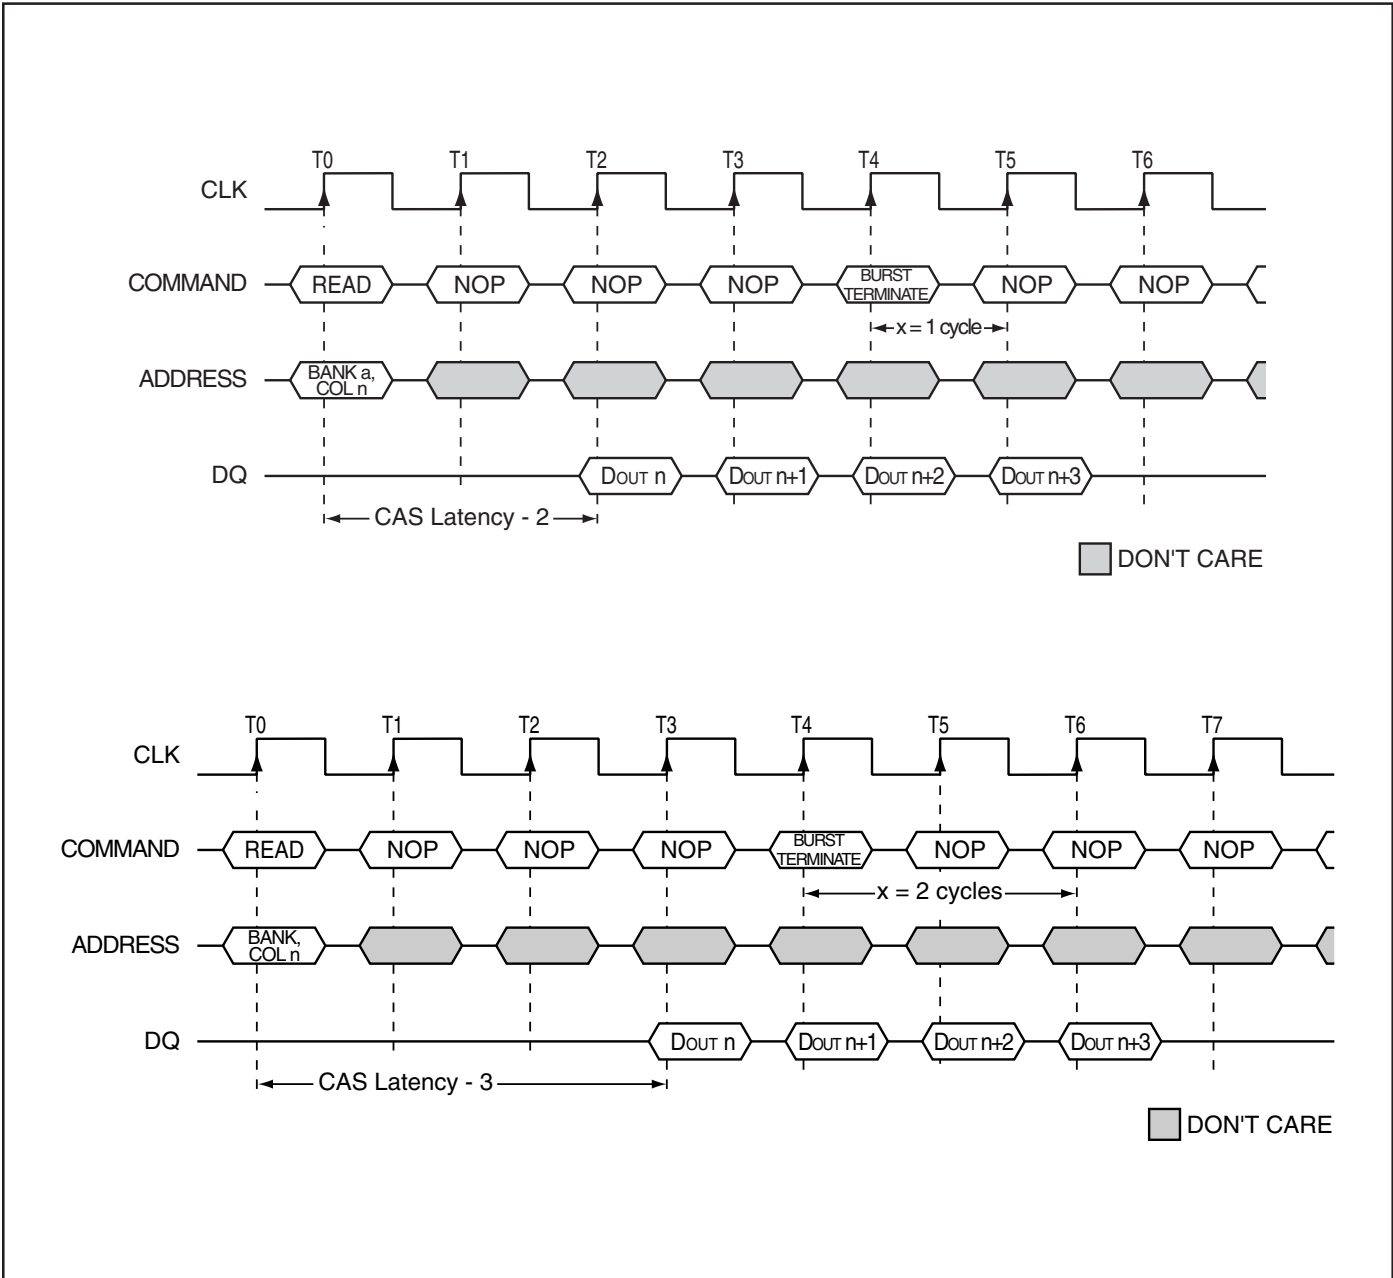 T0 T1 T2 T3 T4 T5 T6
CLK
COMMAND READ NOP NOP NOP BURST TERMINATE NOP NOP
x = 1 cycle
ADDRESS BANK a, COL n
DQ DOUT n DOUT n+1 DOUT n+2 DOUT n+3
CAS Latency - 2
DON'T CARE
T0 T1 T2 T3 T4 T5 T6 T7
CLK
COMMAND READ NOP NOP NOP BURST TERMINATE NOP NOP NOP
x = 2 cycles
ADDRESS BANK, COL n
DQ DOUT n DOUT n+1 DOUT n+2 DOUT n+3
CAS Latency - 3
DON'T CARE